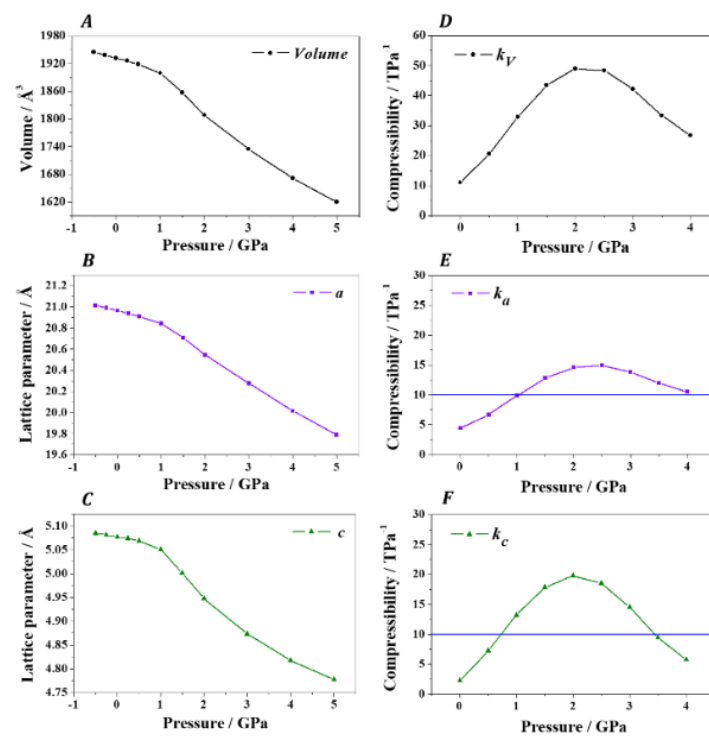 A
1980
1920
1860
1800
1740
1680
1620
Volume / Å³
Volume
-1 0 1 2 3 4 5
Pressure / GPa
D
60
50
40
30
20
10
0
Compressibility / TPa⁻¹
k_V
0 1 2 3 4
Pressure / GPa
B
21.2
21.0
20.8
20.6
20.4
20.2
20.0
19.8
19.6
Lattice parameter / Å
a
-1 0 1 2 3 4 5
Pressure / GPa
E
30
25
20
15
10
5
0
Compressibility / TPa⁻¹
k_a
0 1 2 3 4
Pressure / GPa
C
5.10
5.05
5.00
4.95
4.90
4.85
4.80
4.75
Lattice parameter / Å
c
-1 0 1 2 3 4 5
Pressure / GPa
F
30
25
20
15
10
5
0
Compressibility / TPa⁻¹
k_c
0 1 2 3 4
Pressure / GPa